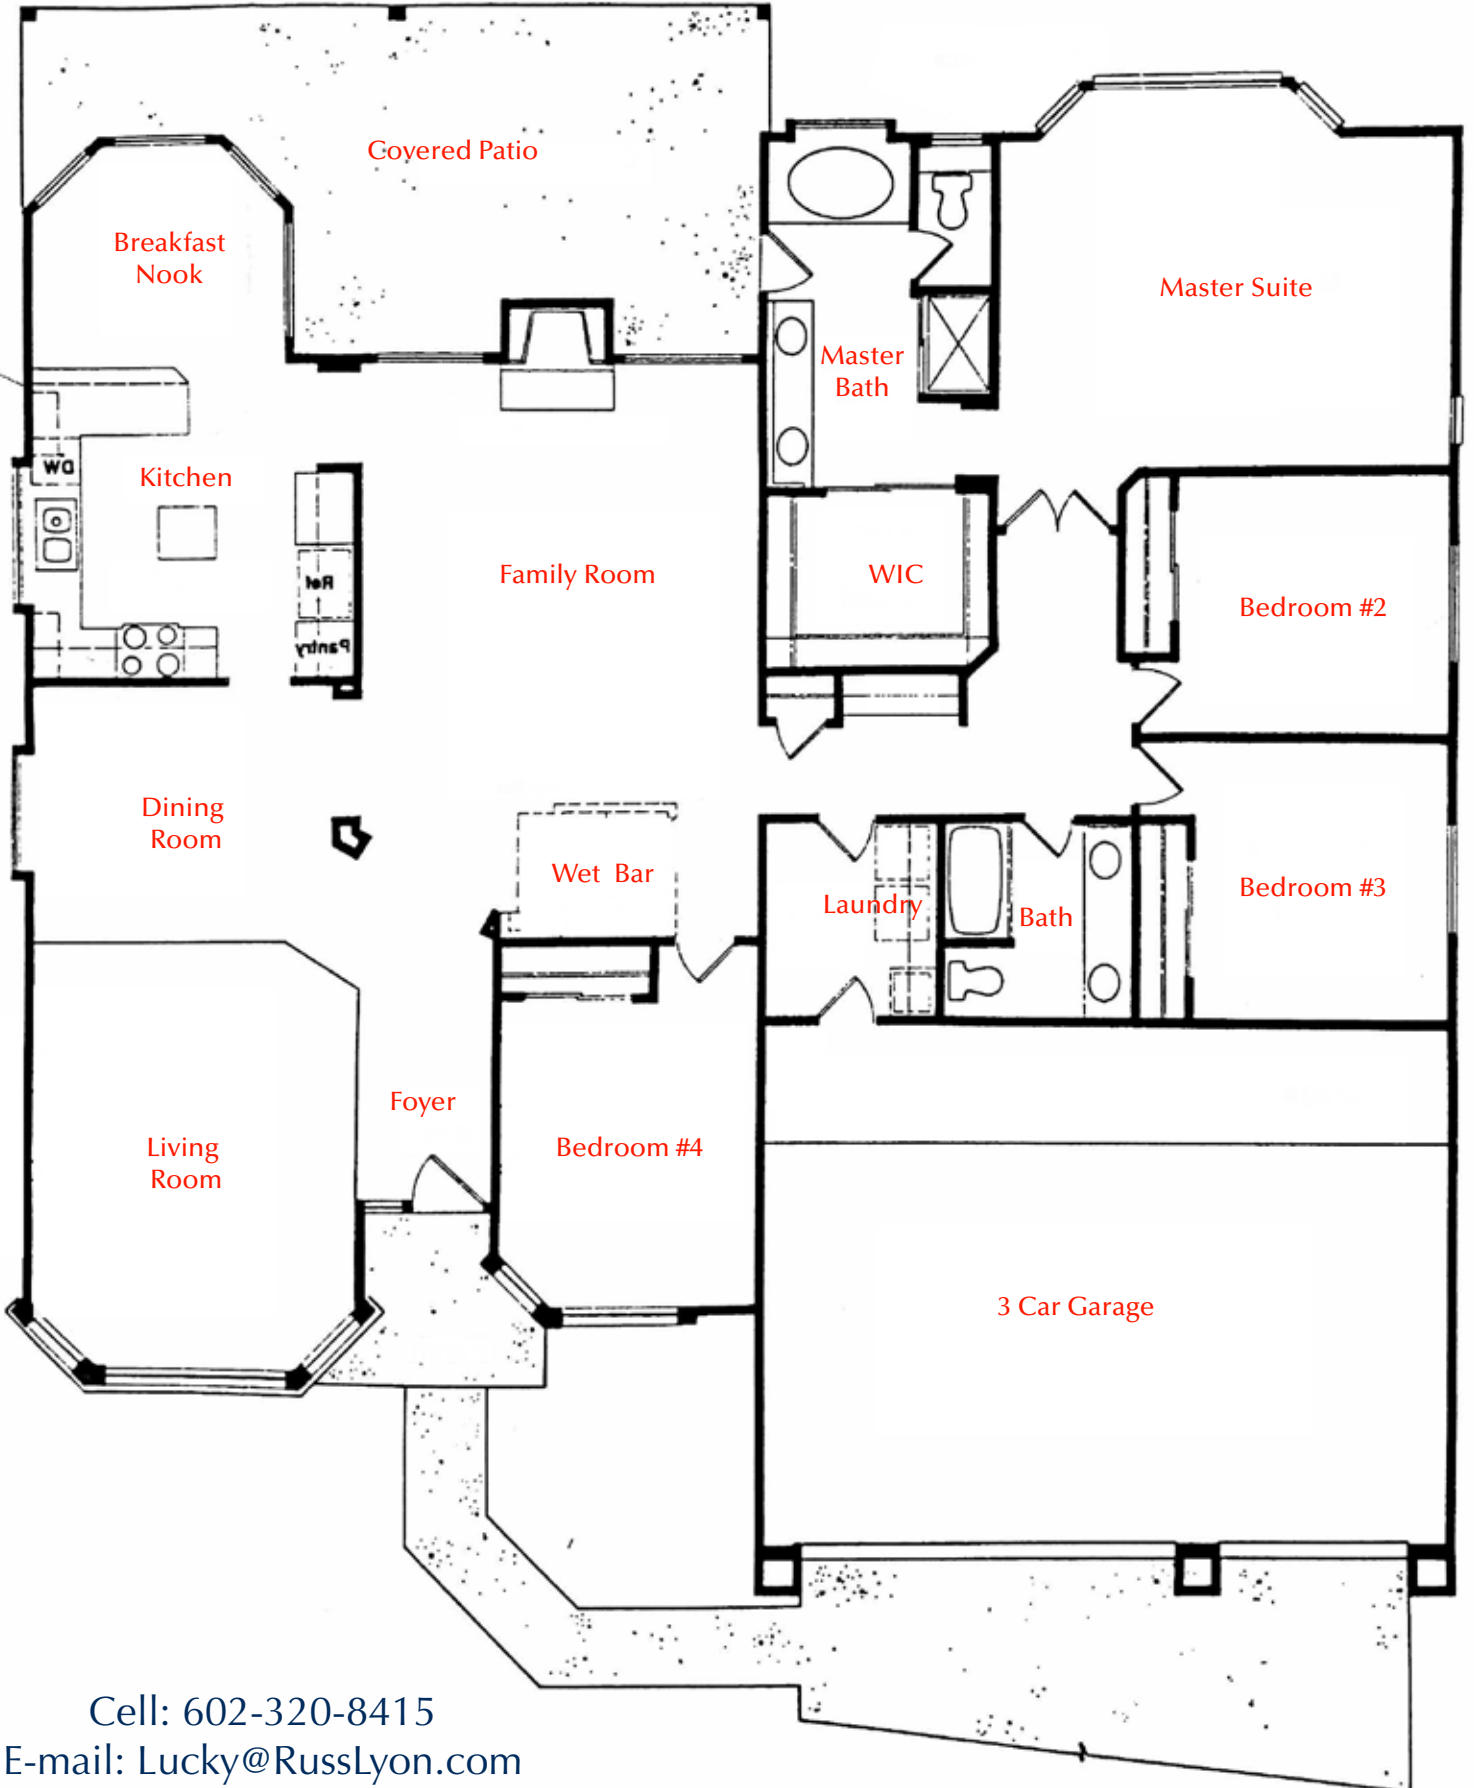 Covered Patio
Breakfast
Nook
Master Suite
Master
Bath
DW
Kitchen
Family Room
WIC
Ref
Bedroom #2
Pantry
Dining
Room
Wet Bar
Laundry
Bath
Bedroom #3
Foyer
Living
Room
Bedroom #4
3 Car Garage
Cell: 602-320-8415
E-mail: Lucky@RussLyon.com